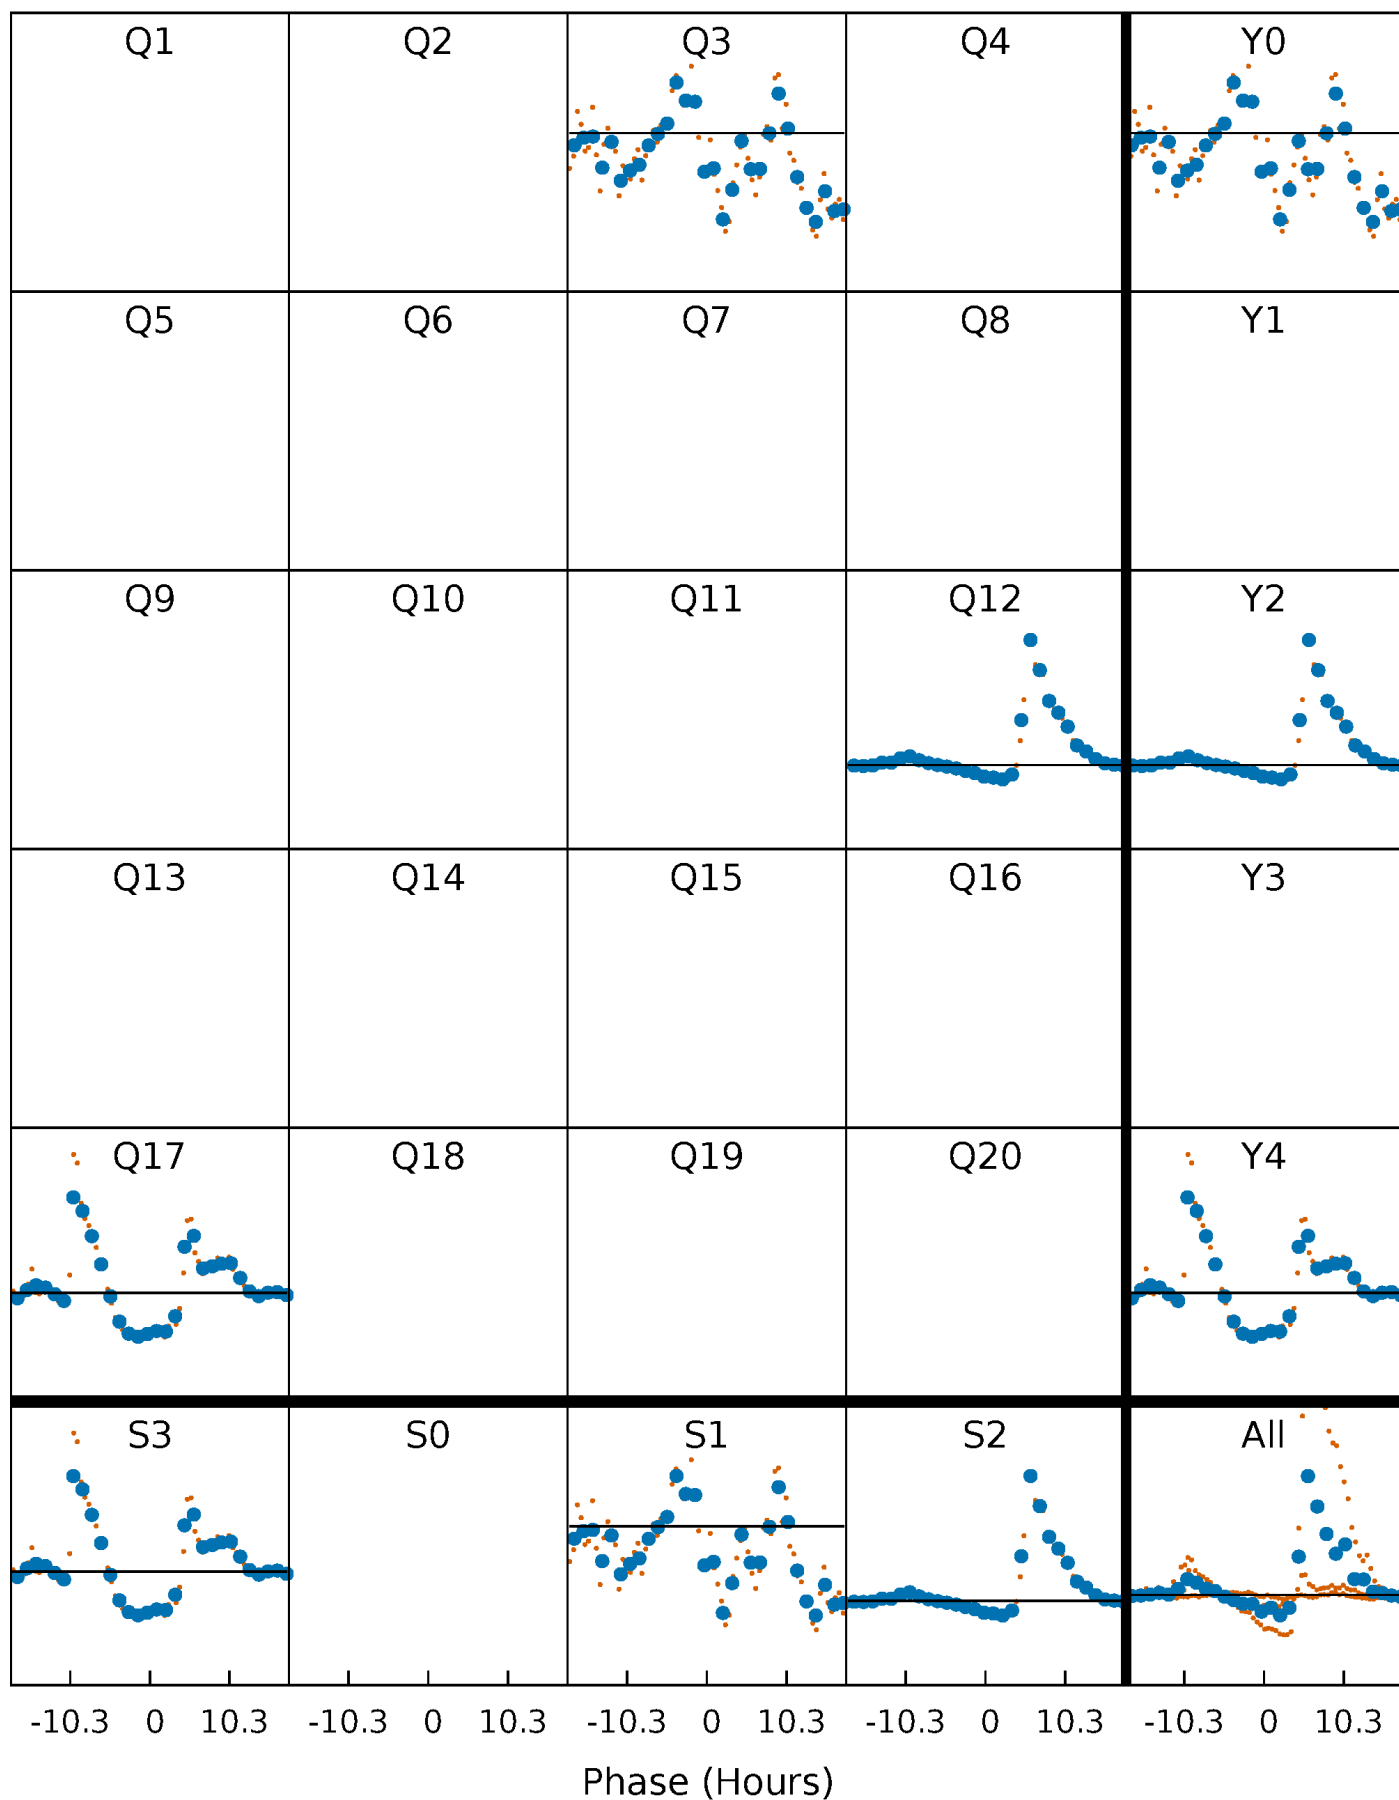 Q1 Q2 Q3 Q4 Y0
Q5 Q6 Q7 Q8 Y1
Q9 Q10 Q11 Q12 Y2
Q13 Q14 Q15 Q16 Y3
Q17 Q18 Q19 Q20 Y4
S3 S0 S1 S2 All
-10.3 0 10.3 -10.3 0 10.3 -10.3 0 10.3 -10.3 0 10.3 -10.3 0 10.3
Phase (Hours)